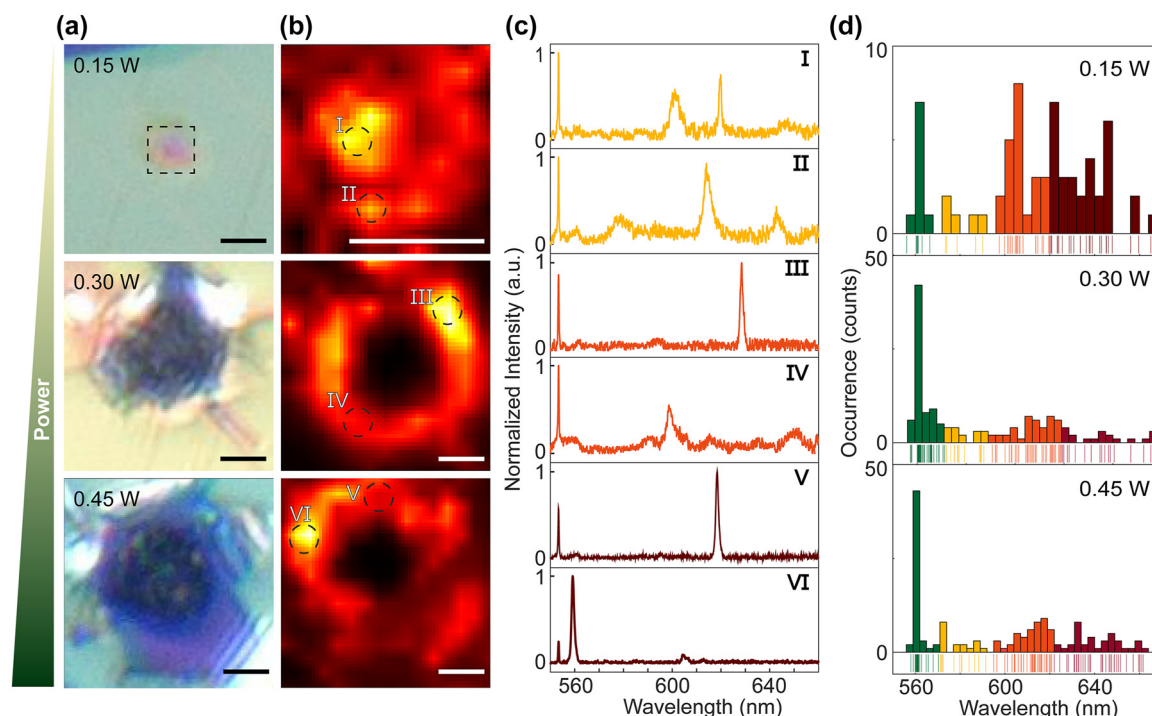 (a)
(b)
(c)
(d)
Power
0.15 W
0.30 W
0.45 W
I
II
III
IV
V
VI
Normalized Intensity (a.u.)
1
0
I
1
0
II
1
0
III
1
0
IV
1
0
V
1
0
VI
560
600
640
Wavelength (nm)
Occurrence (counts)
10
0
0.15 W
50
0
0.30 W
50
0
0.45 W
560
600
640
Wavelength (nm)